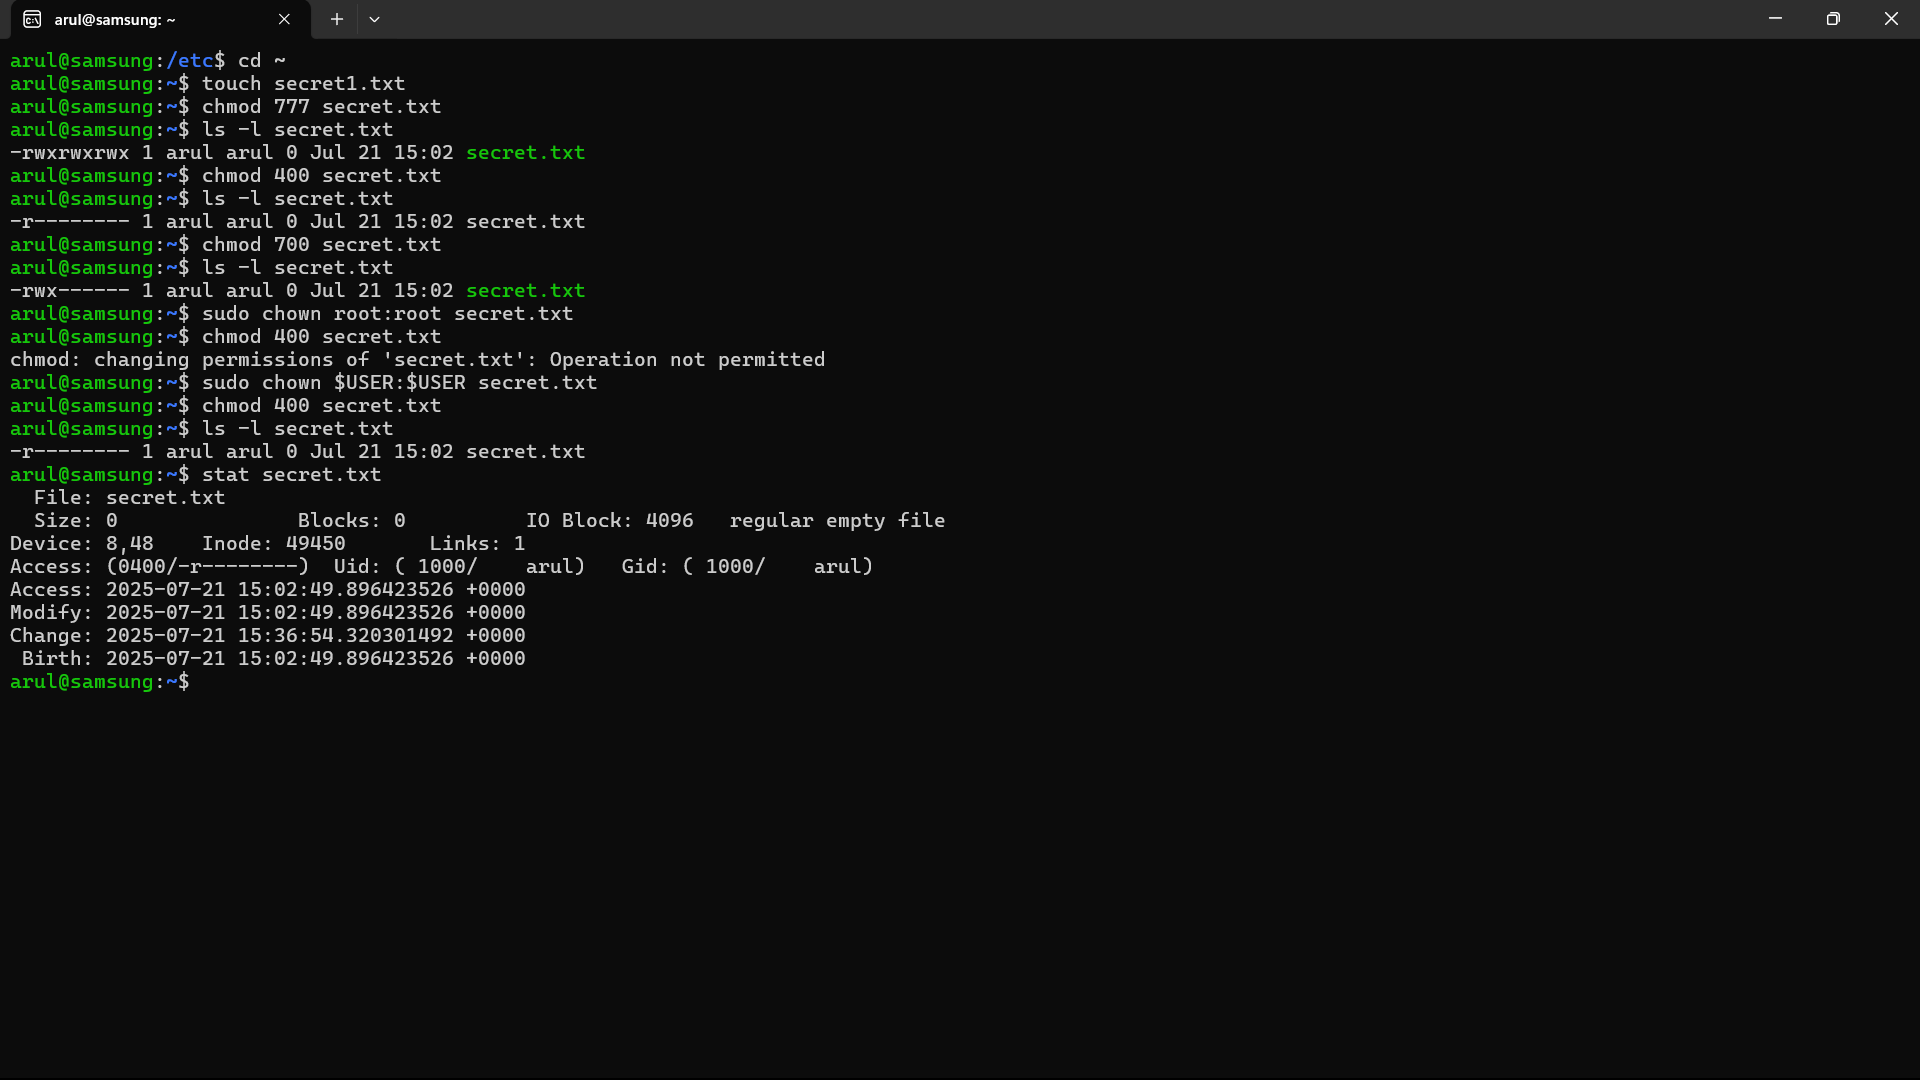 arul@samsung: ~
arul@samsung:/etc$ cd ~
arul@samsung:~$ touch secret1.txt
arul@samsung:~$ chmod 777 secret.txt
arul@samsung:~$ ls -l secret.txt
-rwxrwxrwx 1 arul arul 0 Jul 21 15:02 secret.txt
arul@samsung:~$ chmod 400 secret.txt
arul@samsung:~$ ls -l secret.txt
-r-------- 1 arul arul 0 Jul 21 15:02 secret.txt
arul@samsung:~$ chmod 700 secret.txt
arul@samsung:~$ ls -l secret.txt
-rwx------ 1 arul arul 0 Jul 21 15:02 secret.txt
arul@samsung:~$ sudo chown root:root secret.txt
arul@samsung:~$ chmod 400 secret.txt
chmod: changing permissions of 'secret.txt': Operation not permitted
arul@samsung:~$ sudo chown $USER:$USER secret.txt
arul@samsung:~$ chmod 400 secret.txt
arul@samsung:~$ ls -l secret.txt
-r-------- 1 arul arul 0 Jul 21 15:02 secret.txt
arul@samsung:~$ stat secret.txt
  File: secret.txt
  Size: 0               Blocks: 0          IO Block: 4096   regular empty file
Device: 8,48    Inode: 49450       Links: 1
Access: (0400/-r--------)  Uid: ( 1000/    arul)   Gid: ( 1000/    arul)
Access: 2025-07-21 15:02:49.896423526 +0000
Modify: 2025-07-21 15:02:49.896423526 +0000
Change: 2025-07-21 15:36:54.320301492 +0000
 Birth: 2025-07-21 15:02:49.896423526 +0000
arul@samsung:~$